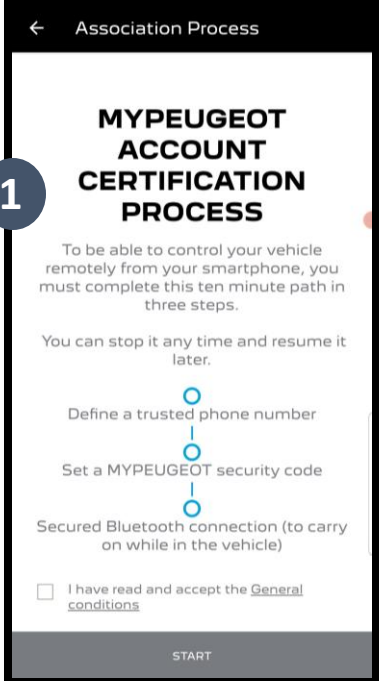 Association Process
MYPEUGEOT
ACCOUNT
CERTIFICATION
PROCESS
1
To be able to control your vehicle
remotely from your smartphone, you
must complete this ten minute path in
three steps.
You can stop it any time and resume it
later.
Define a trusted phone number
Set a MYPEUGEOT security code
Secured Bluetooth connection (to carry
on while in the vehicle)
I have read and accept the General
conditions
START